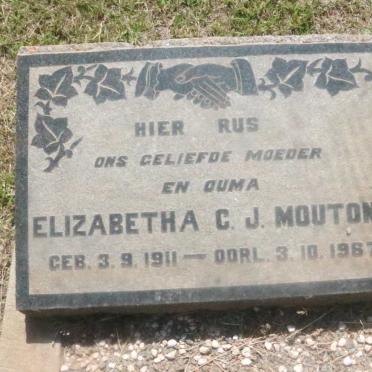 HIER RUS
ONS GELIEFDE MOEDER
EN OUMA
ELIZABETHA C. J. MOUTON
GEB. 3.9.1911 — OORL. 3.10.1967